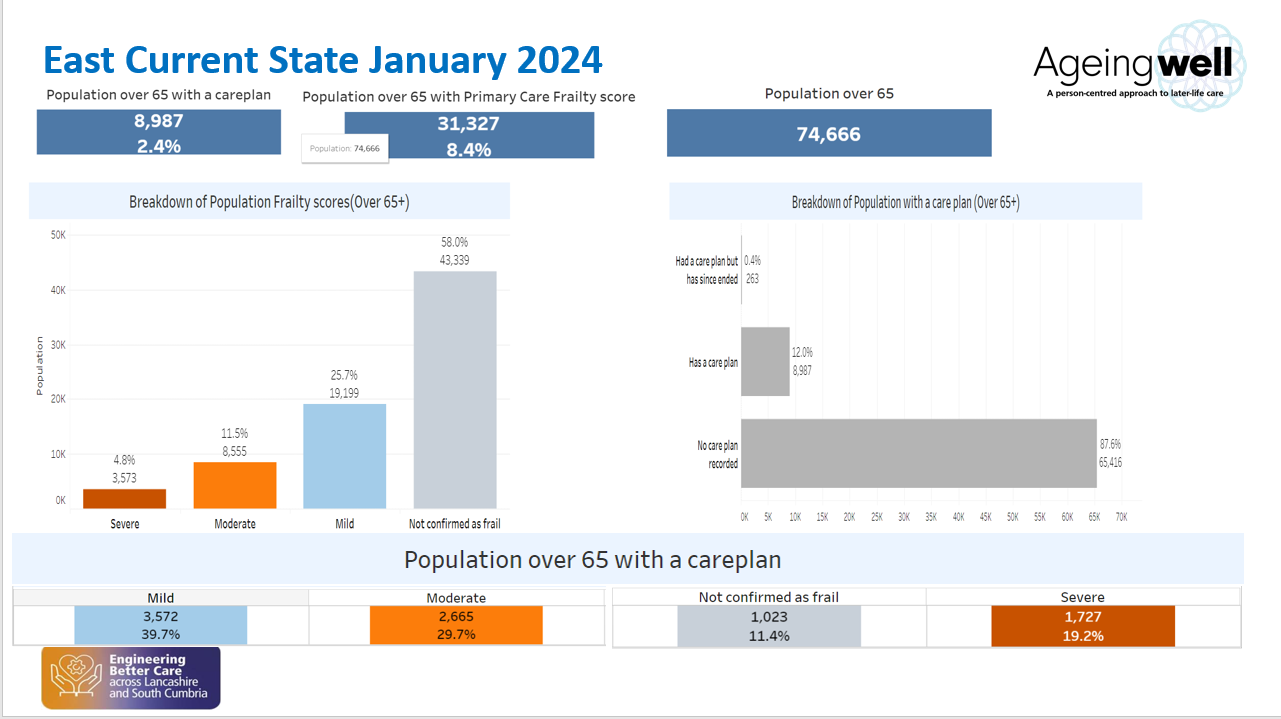 East Current State January 2024
Ageingwell
A person-centred approach to later-life care
Population over 65 with a careplan
8,987
2.4%
Population over 65 with Primary Care Frailty score
31,327
8.4%
Population: 74,666
Population over 65
74,666
Breakdown of Population Frailty scores(Over 65+)
Population
50K
40K
30K
20K
10K
0K
4.8%
3,573
11.5%
8,555
25.7%
19,199
58.0%
43,339
Severe
Moderate
Mild
Not confirmed as frail
Breakdown of Population with a care plan (Over 65+)
Had a care plan but
has since ended
0.4%
263
Has a care plan
12.0%
8,987
No care plan
recorded
87.6%
65,416
0K 5K 10K 15K 20K 25K 30K 35K 40K 45K 50K 55K 60K 65K 70K
Population over 65 with a careplan
Mild
3,572
39.7%
Moderate
2,665
29.7%
Not confirmed as frail
1,023
11.4%
Severe
1,727
19.2%
Engineering
Better Care
across Lancashire
and South Cumbria